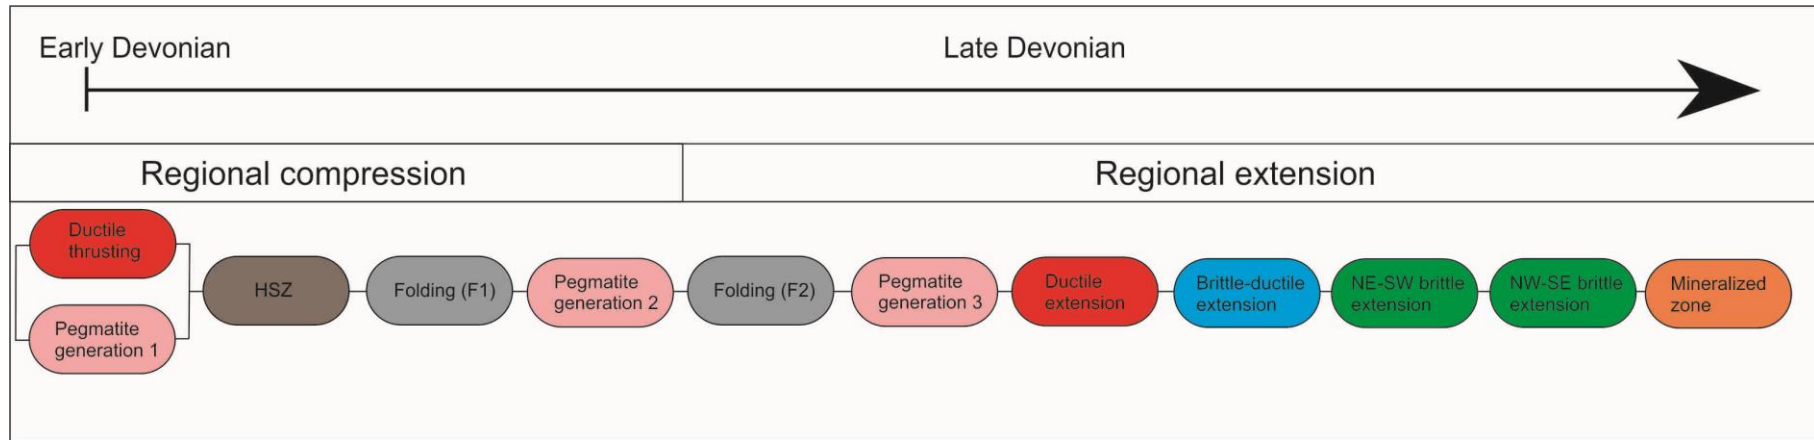 Early Devonian
Late Devonian
Regional compression
Regional extension
Ductile
thrusting
Pegmatite
generation 1
HSZ
Folding (F1)
Pegmatite
generation 2
Folding (F2)
Pegmatite
generation 3
Ductile
extension
Brittle-ductile
extension
NE-SW brittle
extension
NW-SE brittle
extension
Mineralized
zone